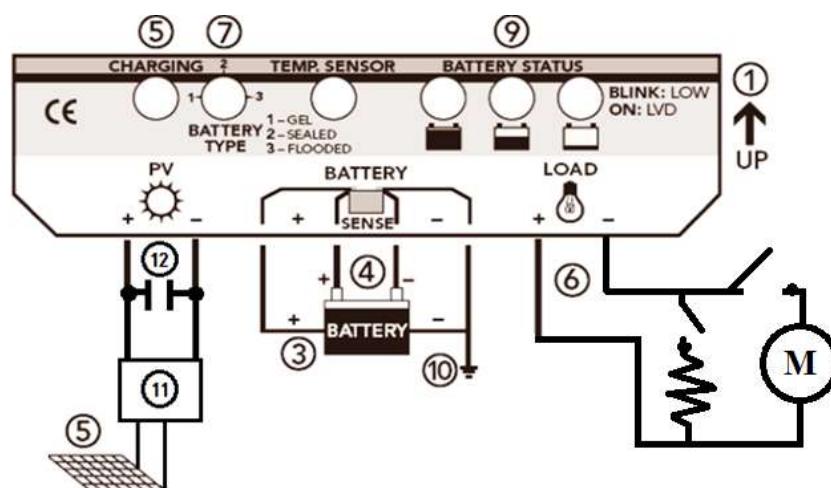 ⑤ ⑦ ⑨
CHARGING 2 TEMP. SENSOR BATTERY STATUS
①
1 3
BLINK: LOW
ON: LVD
CE
BATTERY TYPE
1 – GEL
2 – SEALED
3 – FLOODED
UP
PV
BATTERY
LOAD
+ − + SENSE − + −
⑫ ④ ⑥
+ −
+ BATTERY −
③ ⑩
⑪
M
⑤